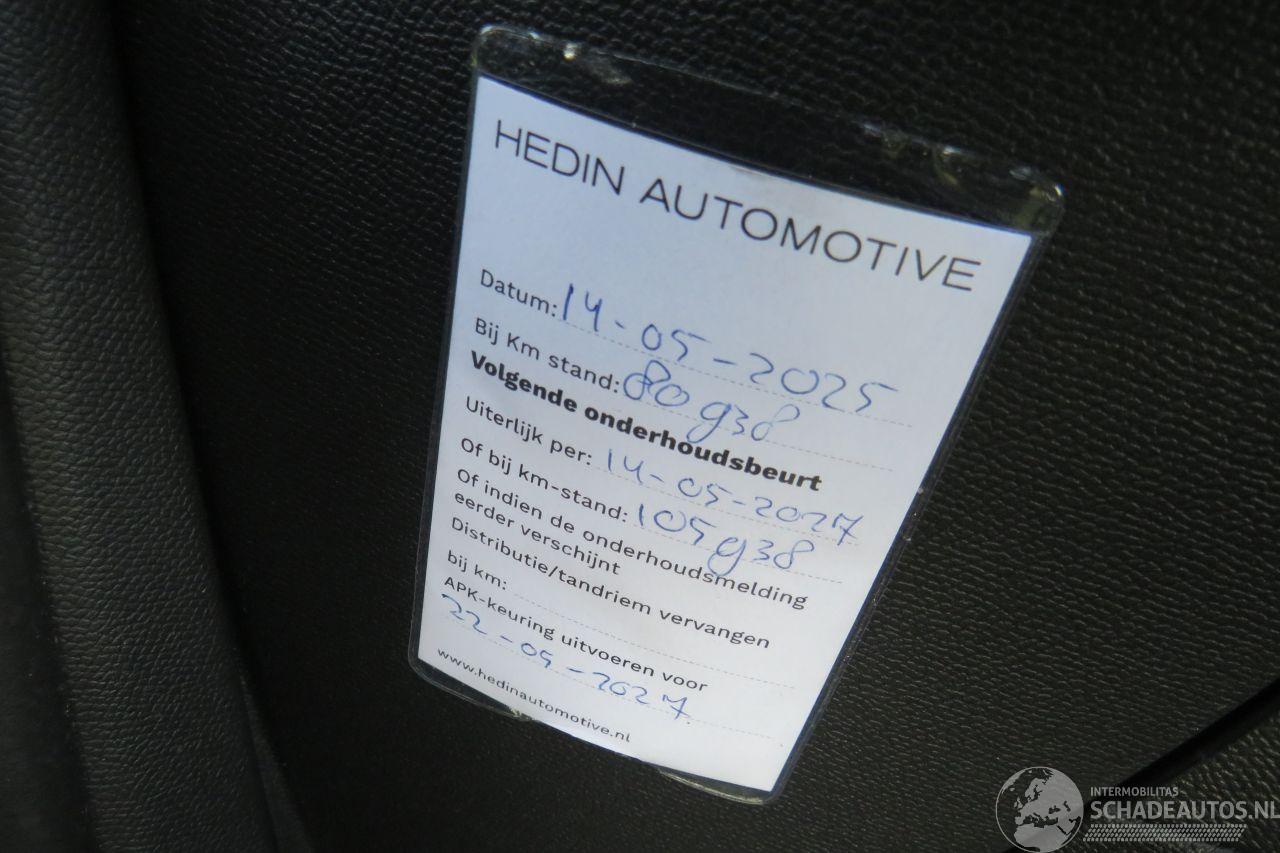 HEDIN AUTOMOTIVE
Datum: 14-05-2025
Bij Km stand: 80938
Volgende onderhoudsbeurt
Uiterlijk per: 14-05-2027
Of bij km-stand: 105938
Of indien de onderhoudsmelding
eerder verschijnt
Distributie/tandriem vervangen
bij km:
APK-keuring uitvoeren voor
22-05-2027
www.hedinautomotive.nl
INTERMOBILITAS
SCHADEAUTOS.NL